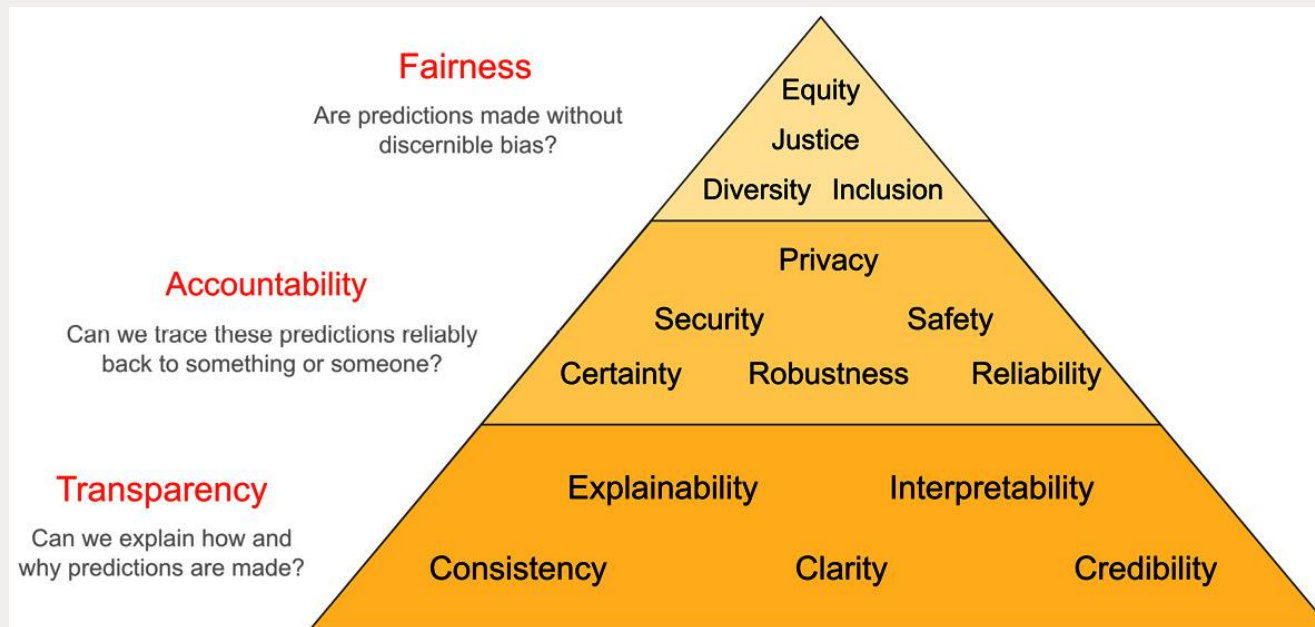 Fairness
Are predictions made without
discernible bias?
Equity
Justice
Diversity Inclusion
Accountability
Can we trace these predictions reliably
back to something or someone?
Privacy
Security Safety
Certainty Robustness Reliability
Transparency
Can we explain how and
why predictions are made?
Explainability Interpretability
Consistency Clarity Credibility